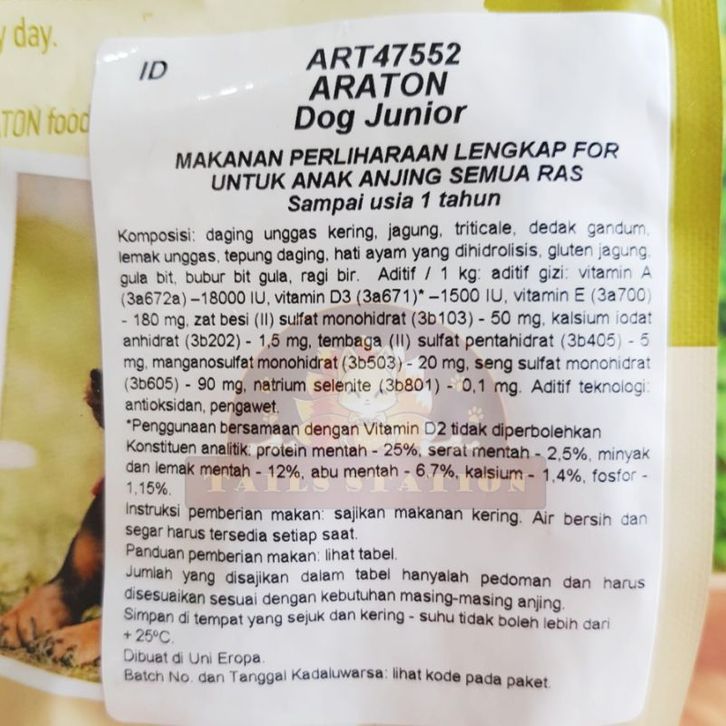 y day.
TON food
ID
ART47552
ARATON
Dog Junior
MAKANAN PERLIHARAAN LENGKAP FOR
UNTUK ANAK ANJING SEMUA RAS
Sampai usia 1 tahun
Komposisi: daging unggas kering, jagung, triticale, dedak gandum,
lemak unggas, tepung daging, hati ayam yang dihidrolisis, gluten jagung,
gula bit, bubur bit gula, ragi bir. Aditif / 1 kg: aditif gizi: vitamin A
(3a672a) –18000 IU, vitamin D3 (3a671)* –1500 IU, vitamin E (3a700)
- 180 mg, zat besi (II) sulfat monohidrat (3b103) - 50 mg, kalsium iodat
anhidrat (3b202) - 1,5 mg, tembaga (II) sulfat pentahidrat (3b405) - 5
mg, manganosulfat monohidrat (3b503) - 20 mg, seng sulfat monohidrat
(3b605) - 90 mg, natrium selenite (3b801) - 0,1 mg. Aditif teknologi:
antioksidan, pengawet.
*Penggunaan bersamaan dengan Vitamin D2 tidak diperbolehkan
Konstituen analitik: protein mentah - 25%, serat mentah - 2,5%, minyak
dan lemak mentah - 12%, abu mentah - 6,7%, kalsium - 1,4%, fosfor -
1,15%.
TAILS STATION
Instruksi pemberian makan: sajikan makanan kering. Air bersih dan
segar harus tersedia setiap saat.
Panduan pemberian makan: lihat tabel.
Jumlah yang disajikan dalam tabel hanyalah pedoman dan harus
disesuaikan sesuai dengan kebutuhan masing-masing anjing.
Simpan di tempat yang sejuk dan kering - suhu tidak boleh lebih dari
+ 25ºC.
Dibuat di Uni Eropa.
Batch No. dan Tanggal Kadaluwarsa: lihat kode pada paket.